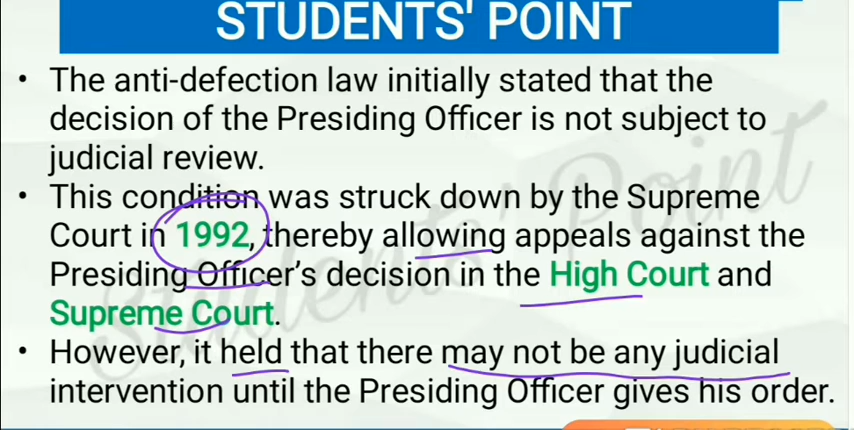 STUDENTS' POINT
• The anti-defection law initially stated that the
decision of the Presiding Officer is not subject to
judicial review.
• This condition was struck down by the Supreme
Court in 1992, thereby allowing appeals against the
Presiding Officer's decision in the High Court and
Supreme Court.
• However, it held that there may not be any judicial
intervention until the Presiding Officer gives his order.
Students' Point